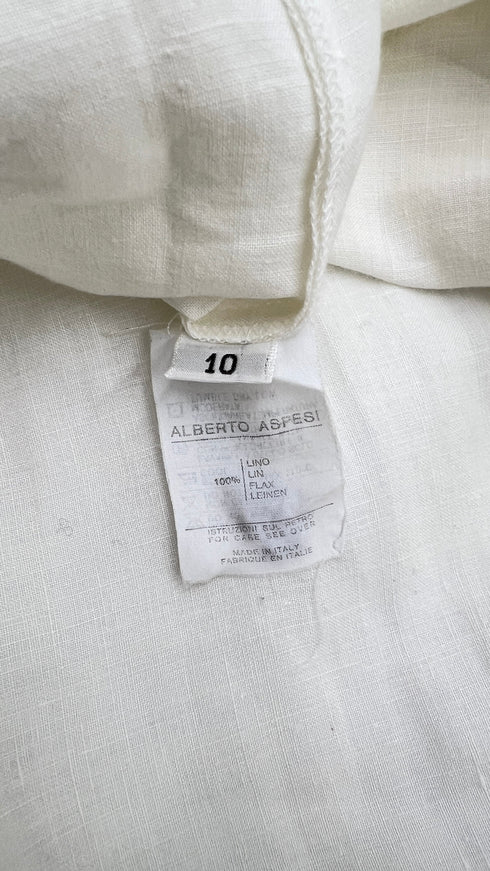 10
ALBERTO ASPESI
100%
LINO
LIN
FLAX
LEINEN
ISTRUZIONI SUL RETRO
FOR CARE SEE OVER
MADE IN ITALY
FABRIQUE EN ITALIE